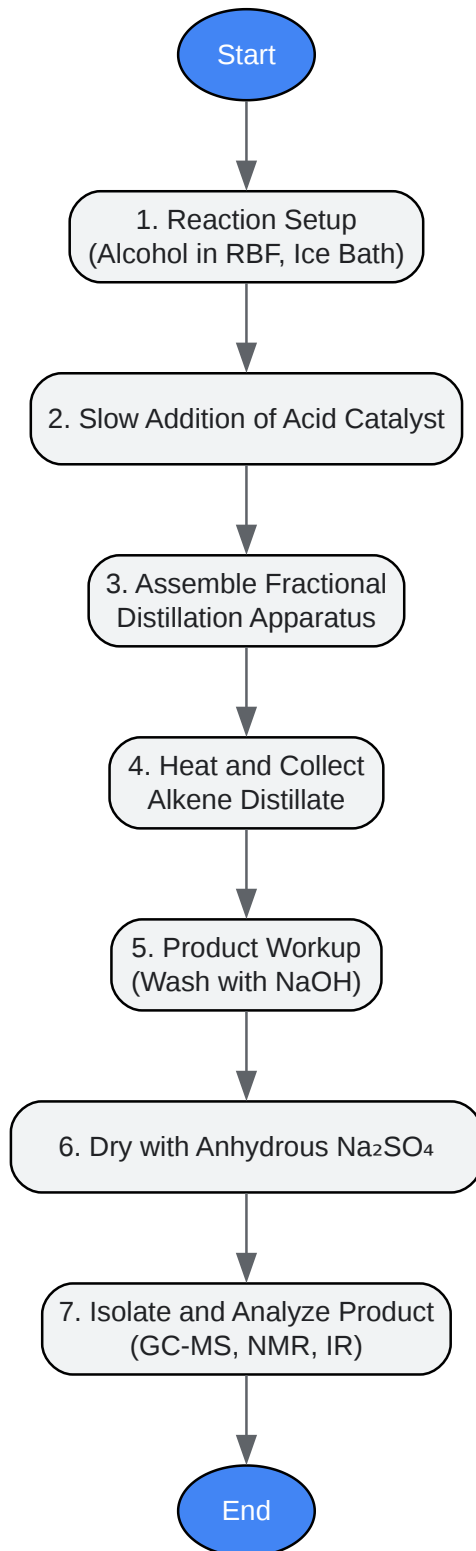 Start
1. Reaction Setup
(Alcohol in RBF, Ice Bath)
2. Slow Addition of Acid Catalyst
3. Assemble Fractional
Distillation Apparatus
4. Heat and Collect
Alkene Distillate
5. Product Workup
(Wash with NaOH)
6. Dry with Anhydrous Na₂SO₄
7. Isolate and Analyze Product
(GC-MS, NMR, IR)
End